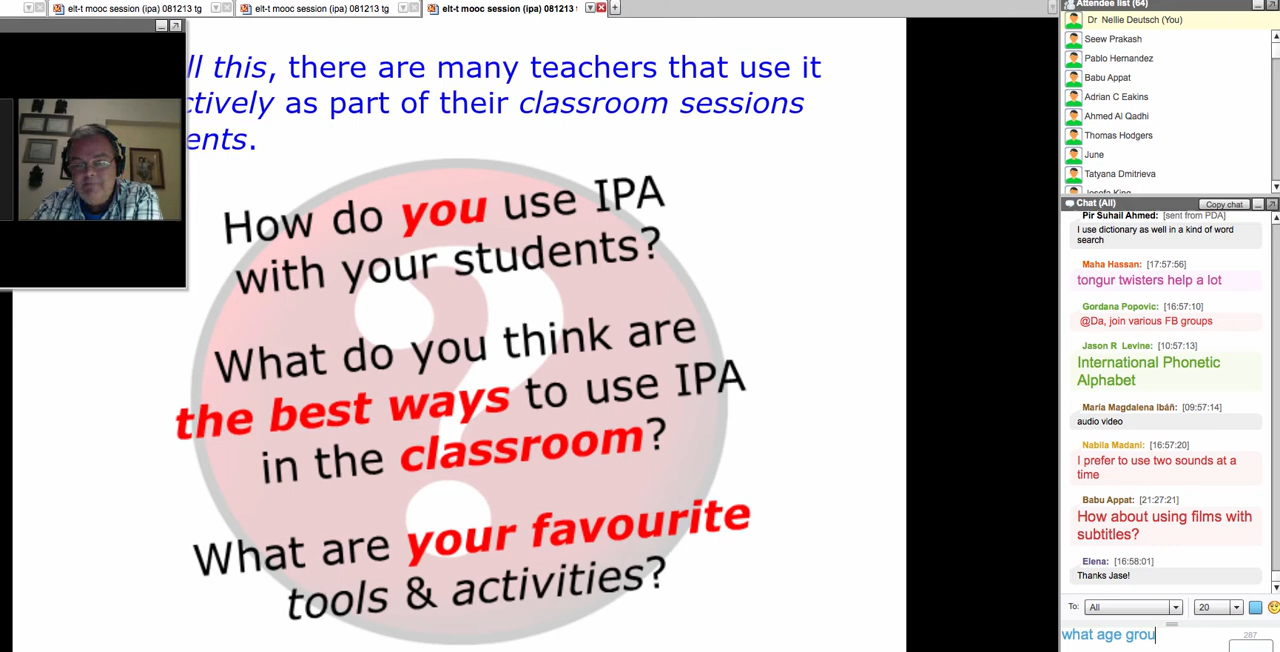 elt-t mooc session (ipa) 081213 tg
elt-t mooc session (ipa) 081213 tg
elt-t mooc session (ipa) 081213
ll this, there are many teachers that use it
ctively as part of their classroom sessions
ents.
How do you use IPA
with your students?
What do you think are
the best ways to use IPA
in the classroom?
What are your favourite
tools & activities?
Attendee list (64)
Dr Nellie Deutsch (You)
Seew Prakash
Pablo Hernandez
Babu Appat
Adrian C Eakins
Ahmed Al Qadhi
Thomas Hodgers
June
Tatyana Dmitrieva
Josefa King
Chat (All)
Copy chat
Pir Suhail Ahmed: [sent from PDA]
I use dictionary as well in a kind of word
search
Maha Hassan: [17:57:56]
tongur twisters help a lot
Gordana Popovic: [16:57:10]
@Da, join various FB groups
Jason R Levine: [10:57:13]
International Phonetic
Alphabet
María Magdalena Ibáñ: [09:57:14]
audio video
Nabila Madani: [16:57:20]
I prefer to use two sounds at a
time
Babu Appat: [21:27:21]
How about using films with
subtitles?
Elena: [16:58:01]
Thanks Jase!
To: All 20
what age grou
287